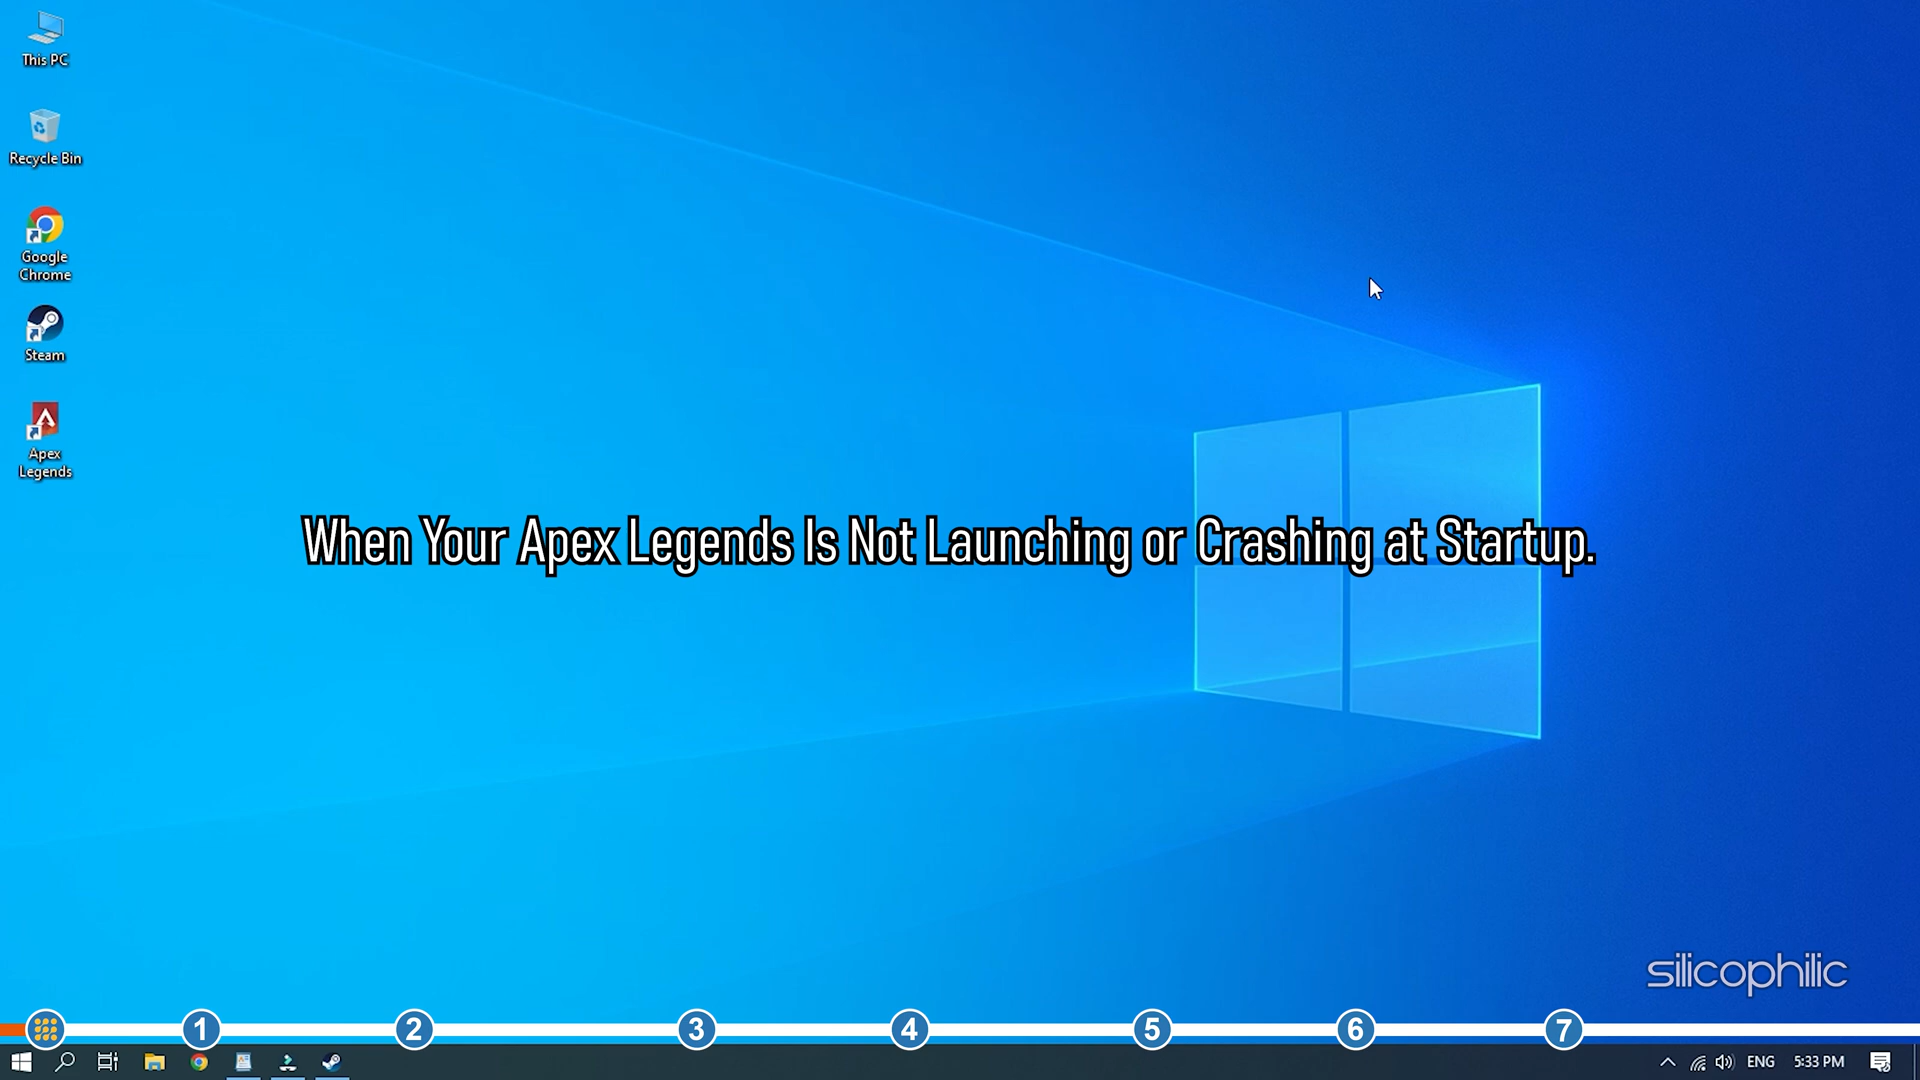 This PC
Recycle Bin
Google
Chrome
Steam
Apex
Legends
When Your Apex Legends Is Not Launching or Crashing at Startup.
silicophilic
1 2 3 4 5 6 7
ENG 5:33 PM